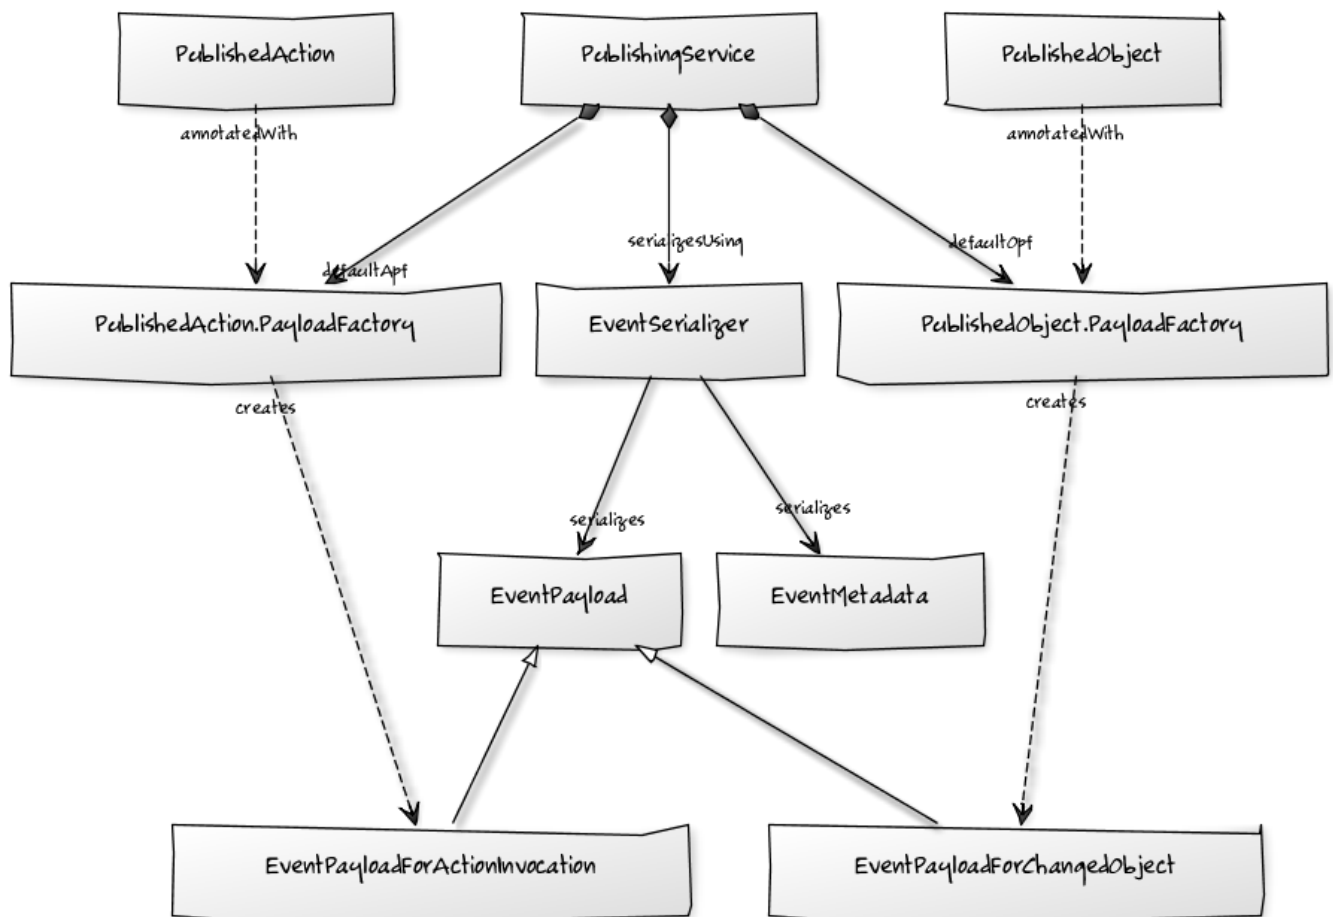 PublishedAction
PublishingService
PublishedObject
annotatedWith
annotatedWith
serializesUsing
defaultOpf
defaultApf
PublishedAction.PayloadFactory
EventSerializer
PublishedObject.PayloadFactory
creates
creates
serializes
serializes
EventPayload
EventMetadata
EventPayloadForActionInvocation
EventPayloadForChangedObject